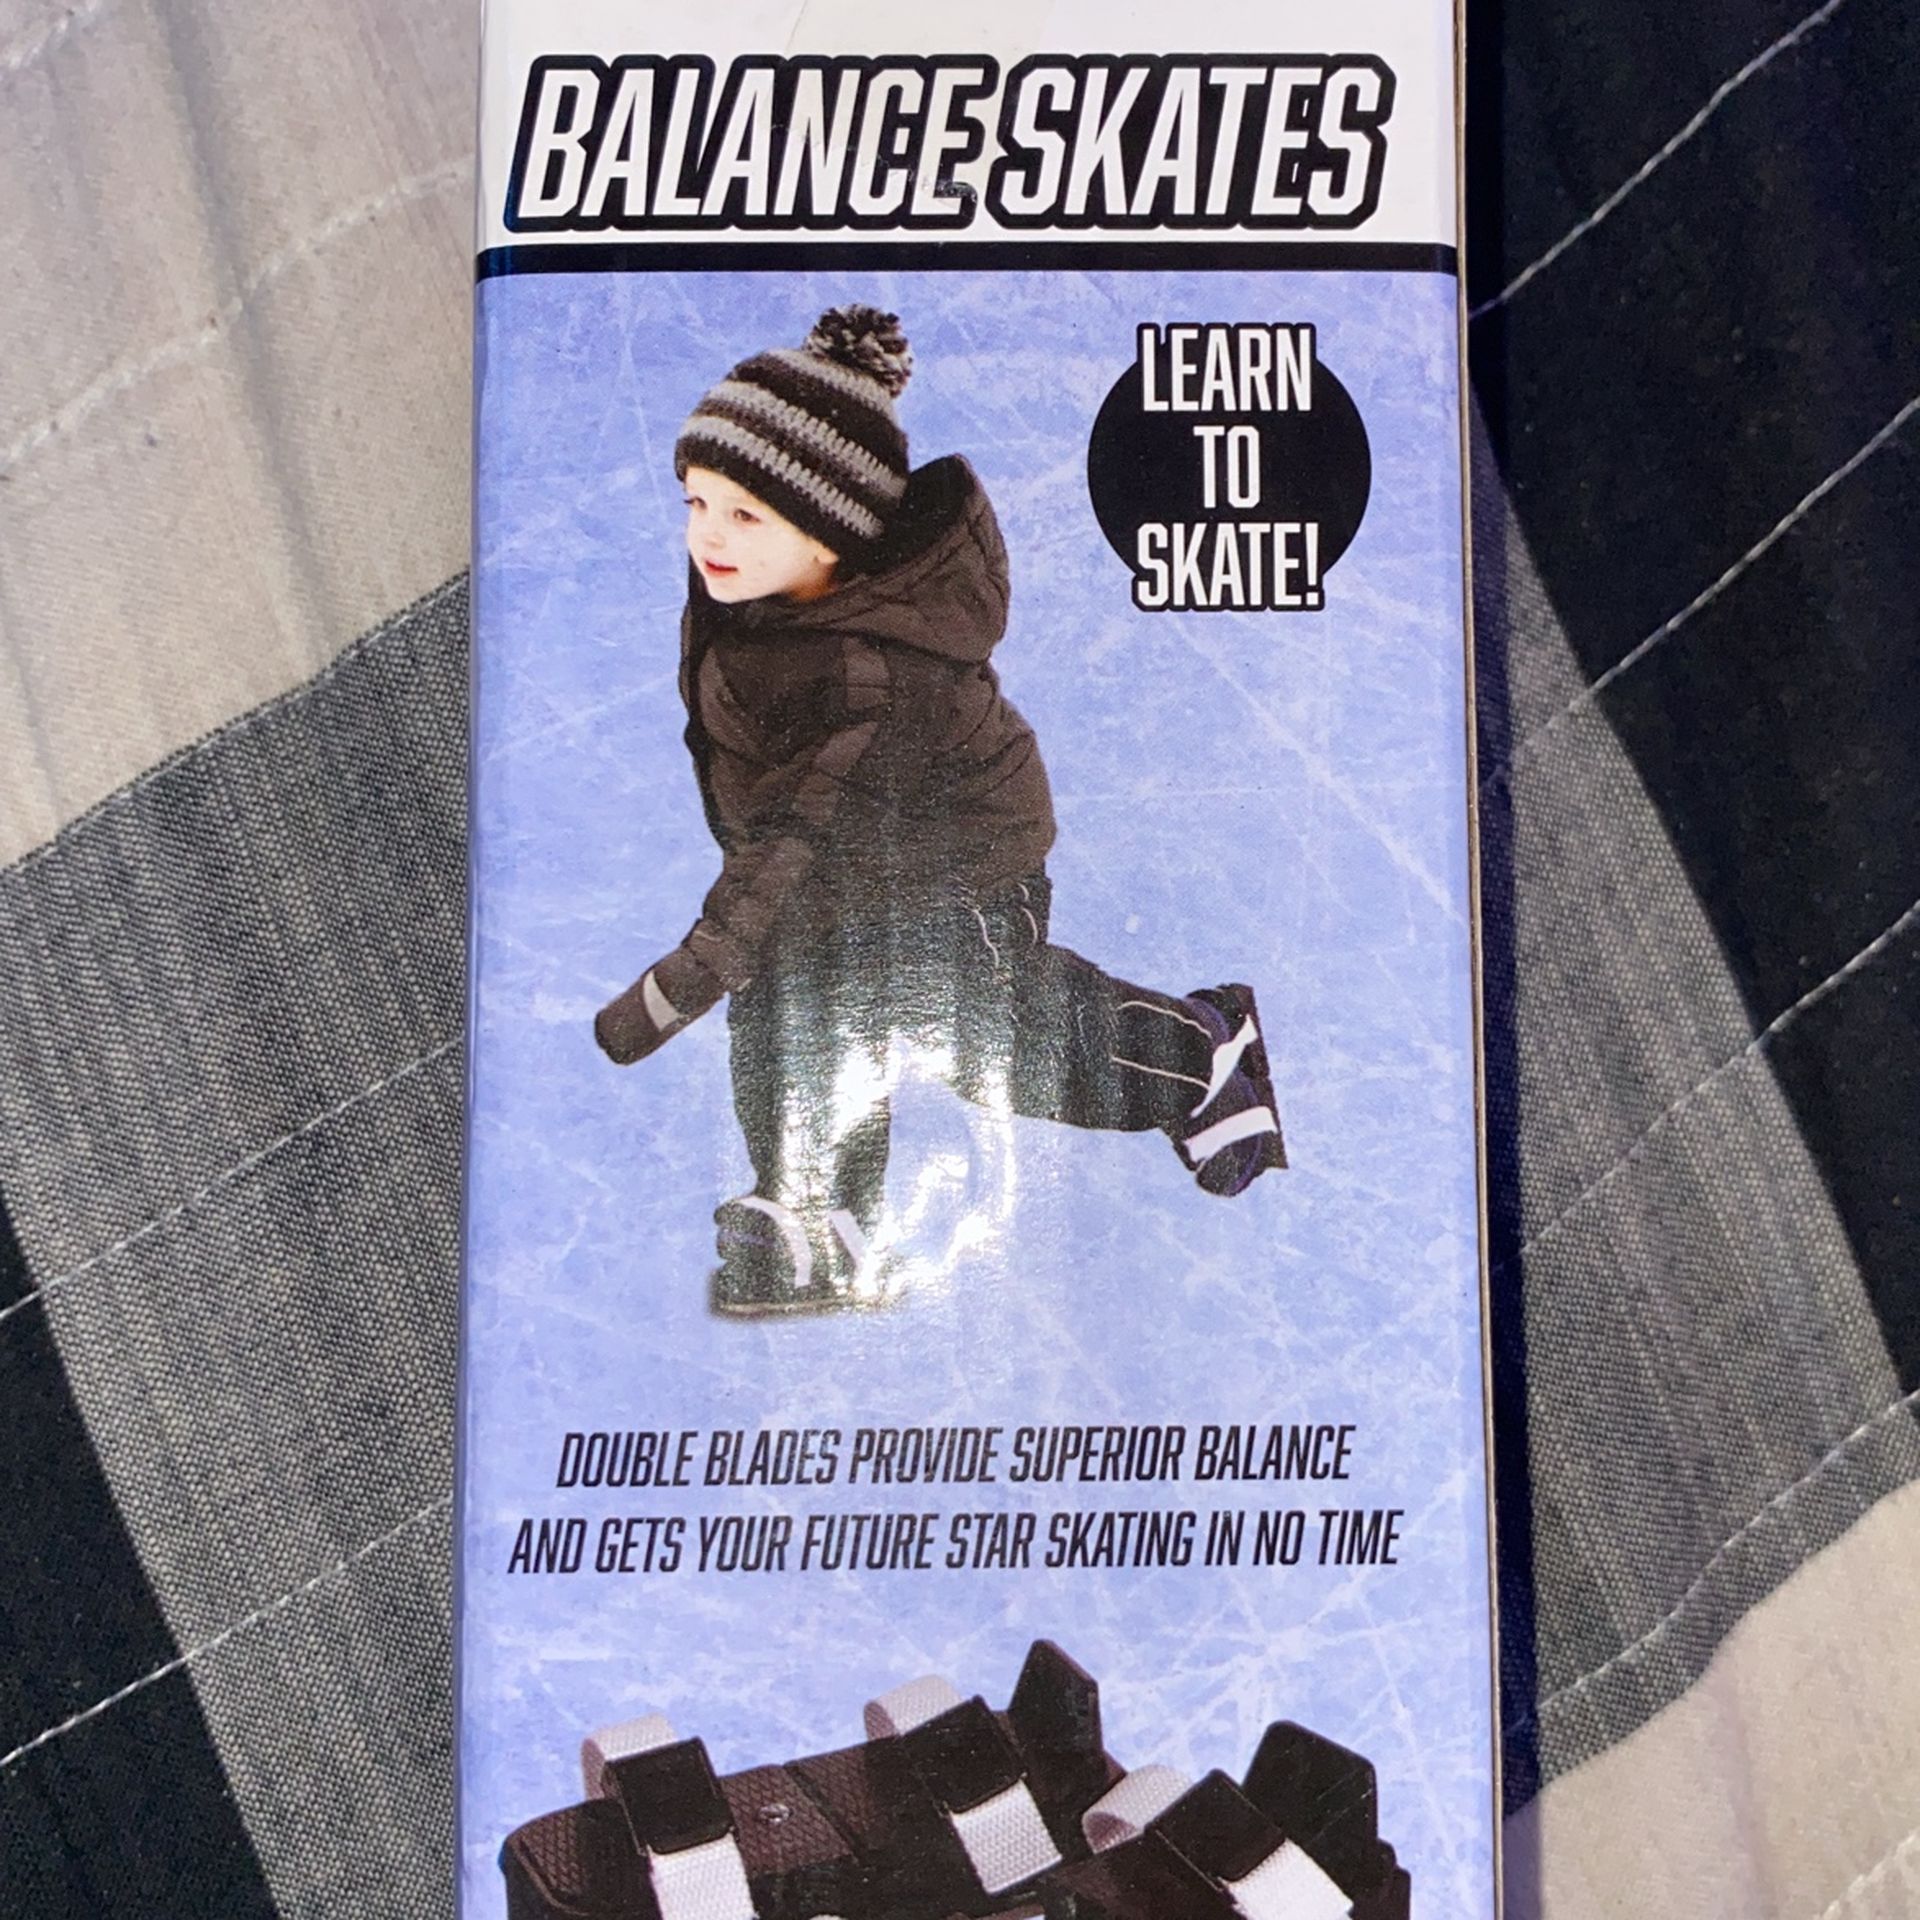 BALANCE SKATES
LEARN
TO
SKATE!
DOUBLE BLADES PROVIDE SUPERIOR BALANCE
AND GETS YOUR FUTURE STAR SKATING IN NO TIME